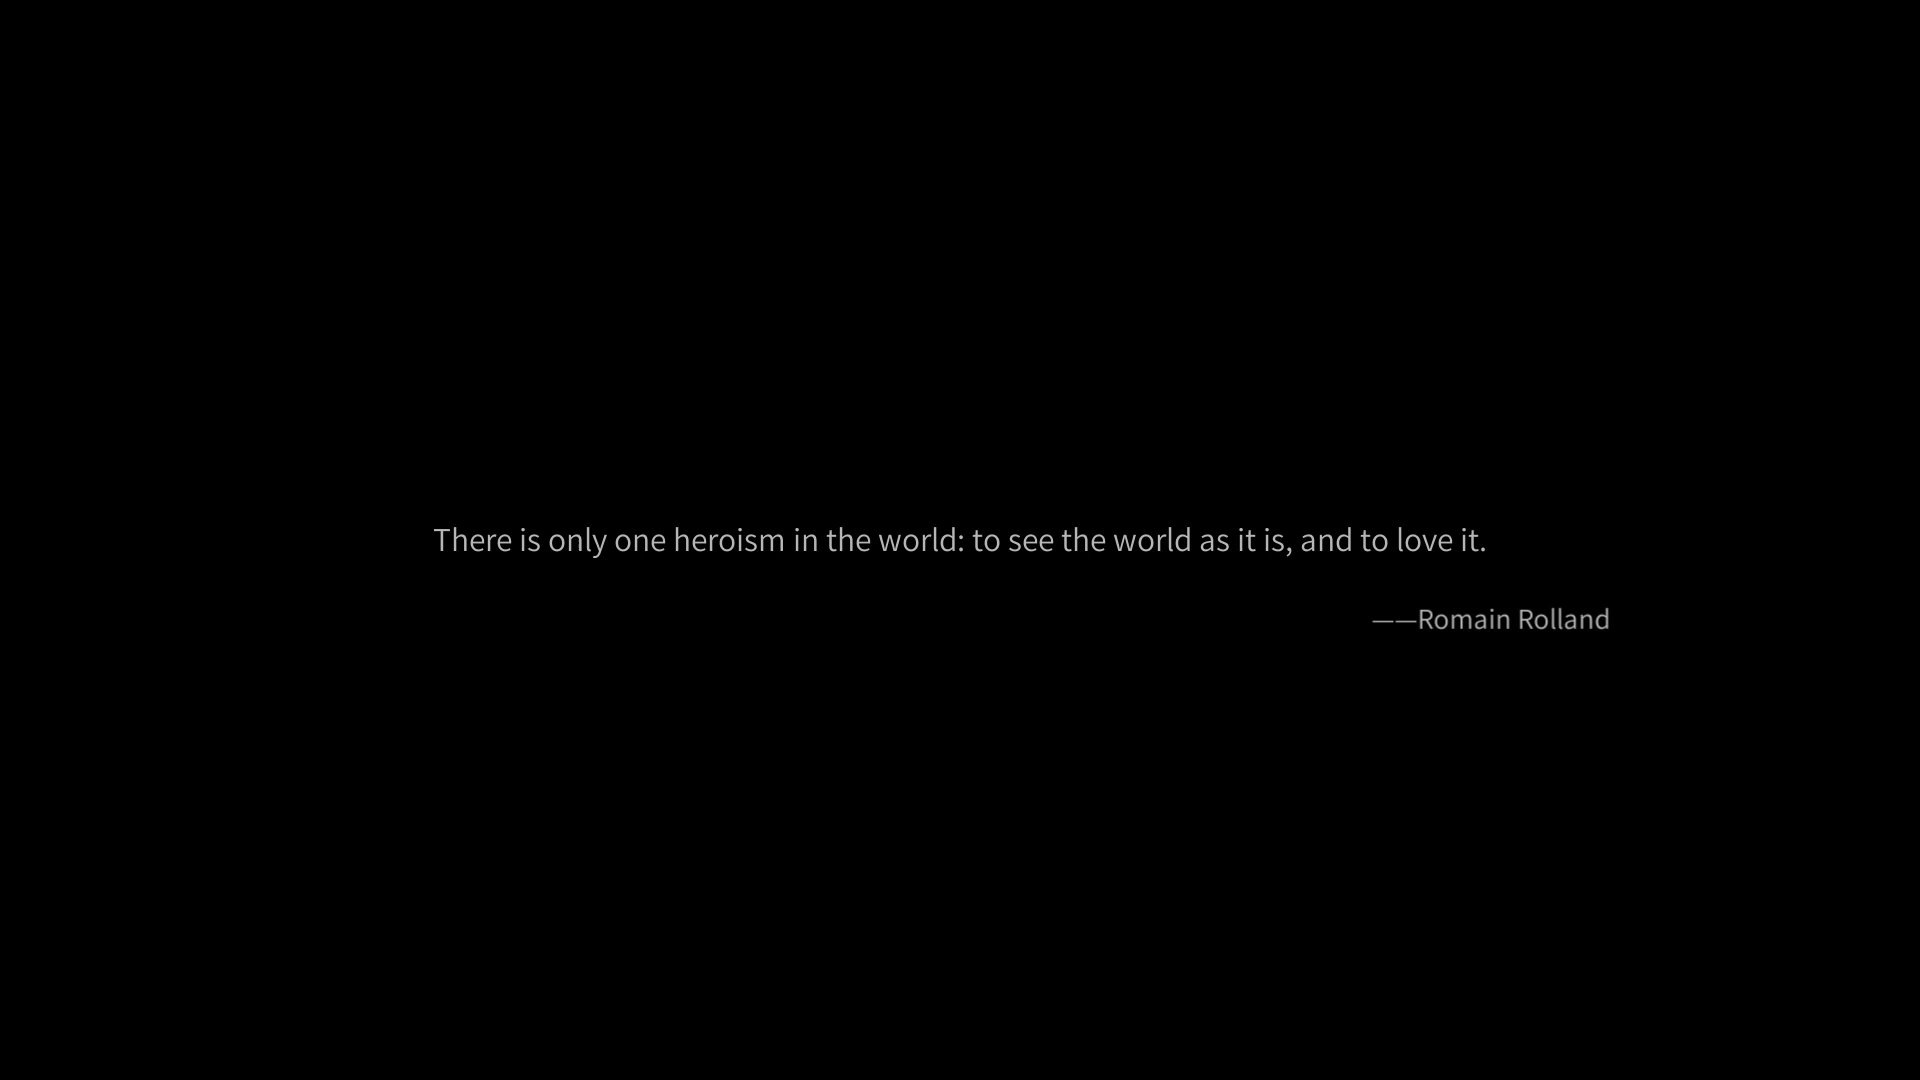 There is only one heroism in the world: to see the world as it is, and to love it.
——Romain Rolland